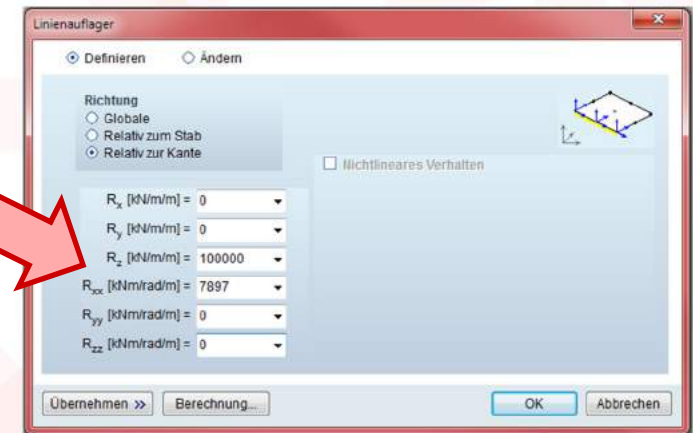 Linienauflager
Definieren Ändern
Richtung
Globale
Relativ zum Stab
Relativ zur Kante
Nichtlineares Verhalten
Rx [kN/m/m] = 0
Ry [kN/m/m] = 0
Rz [kN/m/m] = 100000
Rxx [kNm/rad/m] = 7897
Ryy [kNm/rad/m] = 0
Rzz [kNm/rad/m] = 0
Übernehmen >> Berechnung... OK Abbrechen